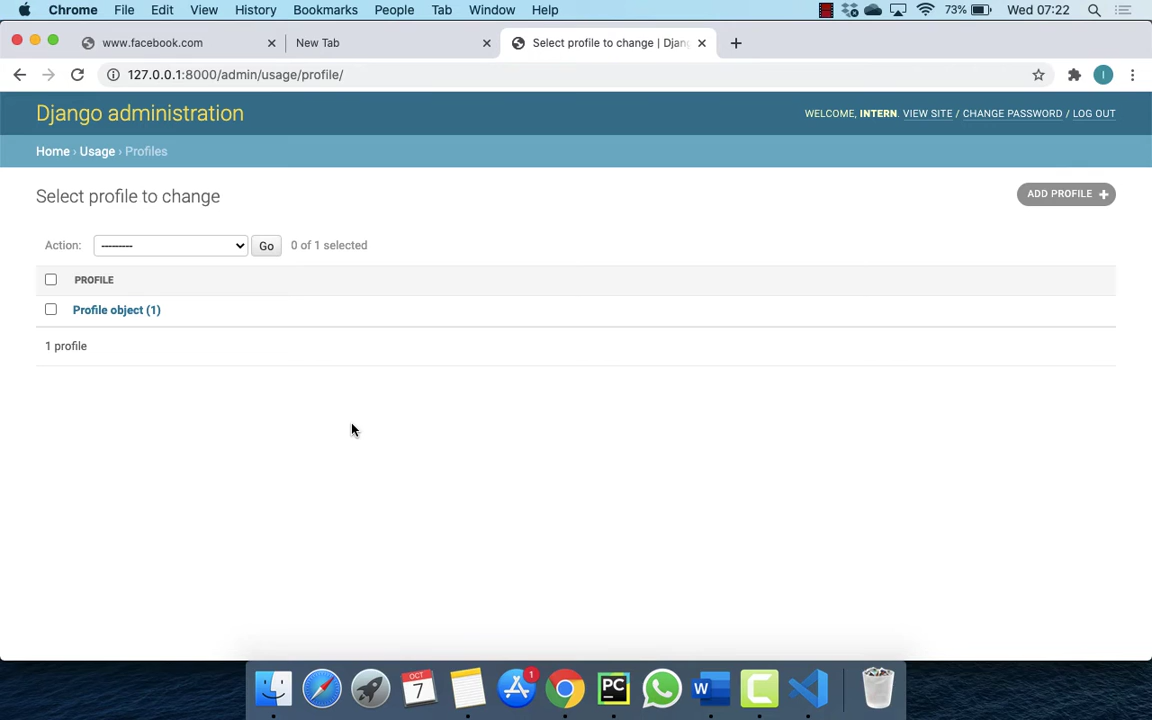 Chrome File Edit View History Bookmarks People Tab Window Help 73% Wed 07:22
www.facebook.com New Tab Select profile to change | Djan
127.0.0.1:8000/admin/usage/profile/ I
Django administration
WELCOME, INTERN. VIEW SITE / CHANGE PASSWORD / LOG OUT
Home › Usage › Profiles
Select profile to change
ADD PROFILE +
Action: --------- Go 0 of 1 selected
PROFILE
Profile object (1)
1 profile
OCT
7
1
PC
W
C